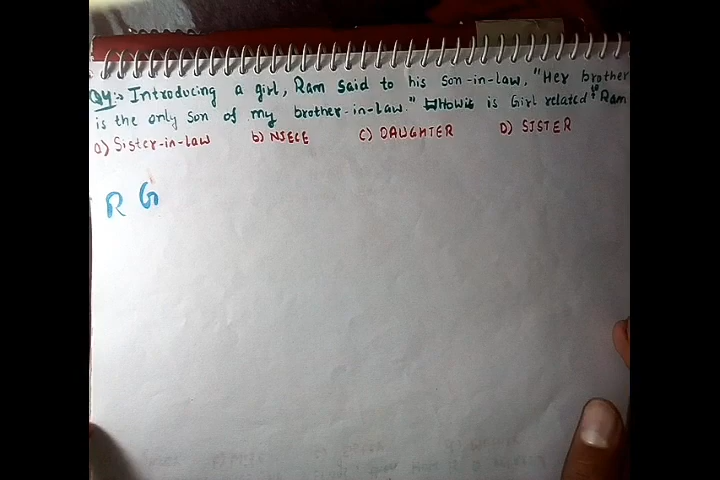 Q4:→ Introducing a girl, Ram said to his son-in-law, "Her brother
is the only son of my brother-in-law." How is Girl related to Ram
a) Sister-in-law b) NIECE C) DAUGHTER D) SISTER
R G